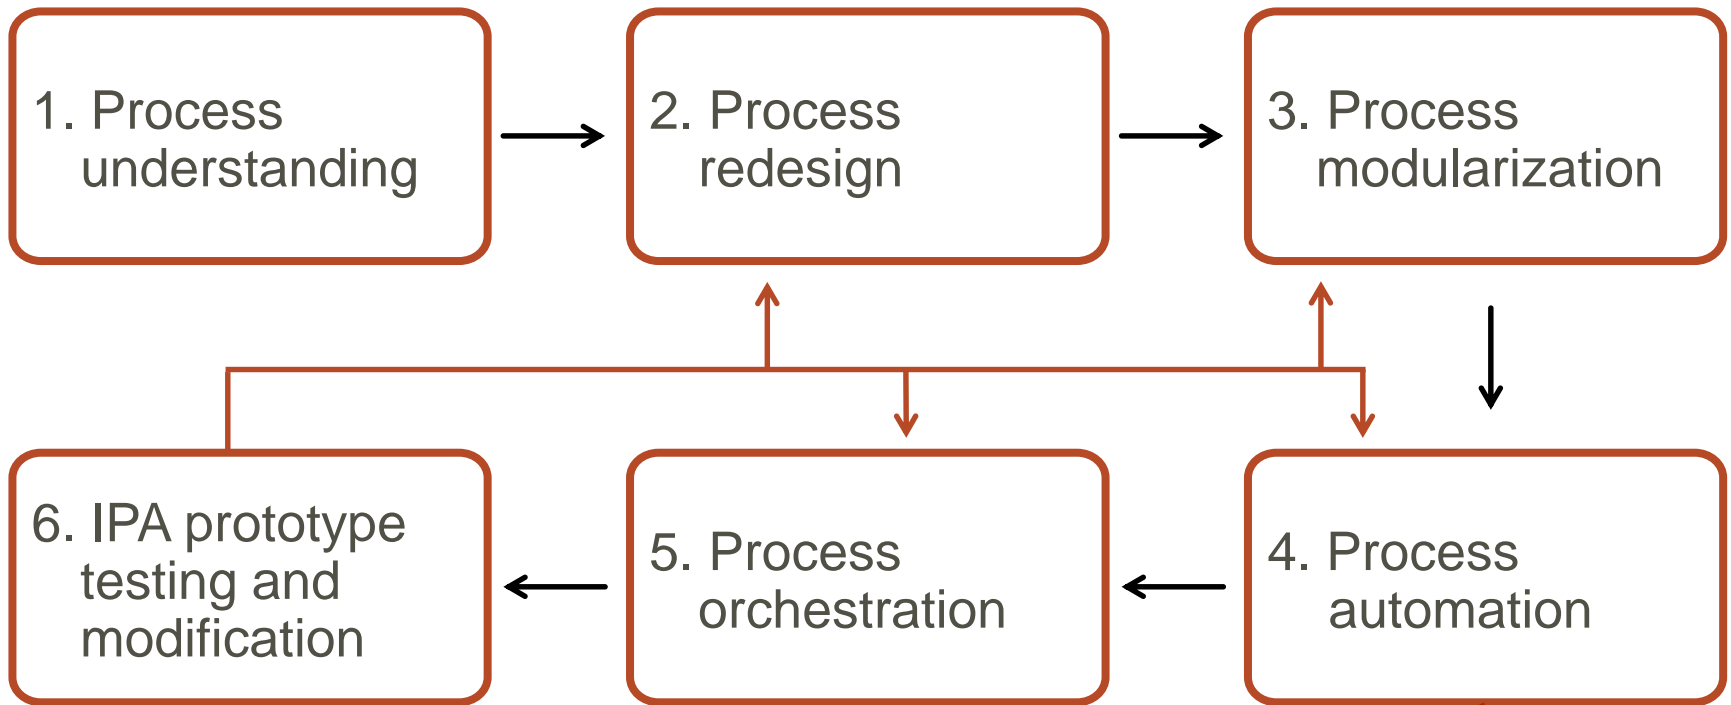 1. Process
understanding
2. Process
redesign
3. Process
modularization
6. IPA prototype
testing and
modification
5. Process
orchestration
4. Process
automation